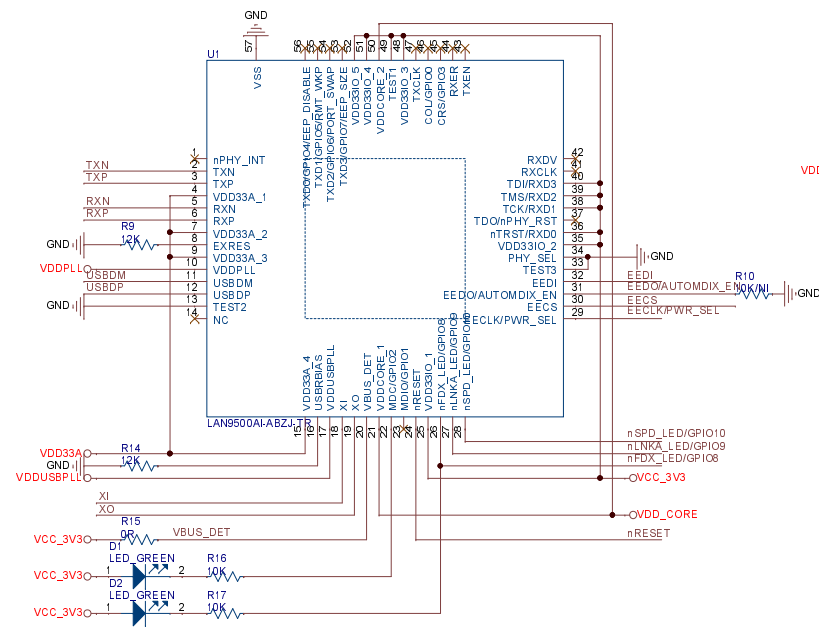 GND
57
56
55
54
53
52
51
50
49
48
47
46
45
44
43
U1
VSS
TXD0/GPIO4/EEP_DISABLE
TXD1/GPIO5/RMT_WKP
TXD2/GPIO6/PORT_SWAP
TXD3/GPIO7/EEP_SIZE
VDD33IO_5
VDD33IO_4
VDDCORE_2
TEST1
VDD33IO_3
TXCLK
COL/GPIO0
CRS/GPIO3
RXER
TXEN
1 nPHY_INT
TXN 2 TXN
TXP 3 TXP
4 VDD33A_1
RXN 5 RXN
RXP 6 RXP
7 VDD33A_2
GND R9 12K 8 EXRES
9 VDD33A_3
VDDPLL 10 VDDPLL
USBDM 11 USBDM
USBDP 12 USBDP
GND 13 TEST2
14 NC
RXDV 42
RXCLK 41
TDI/RXD3 40
TMS/RXD2 39
TCK/RXD1 38
TDO/nPHY_RST 37
nTRST/RXD0 36
VDD33IO_2 35
PHY_SEL 34 GND
TEST3 33
EEDI 32 EEDI
EEDO/AUTOMDIX_EN 31 EEDO/AUTOMDIX_EN R10 10K/NI GND
EECS 30 EECS
EECLK/PWR_SEL 29 EECLK/PWR_SEL
VDD
VDD33A_4
USBRBIAS
VDDUSBPLL
XI
XO
VBUS_DET
VDDCORE_1
MDC/GPIO2
MDIO/GPIO1
nRESET
VDD33IO_1
nFDX_LED/GPIO8
nLNKA_LED/GPIO9
nSPD_LED/GPIO10
LAN9500AI-ABZJ-TR
15
16
17
18
19
20
21
22
23
24
25
26
27
28
nSPD_LED/GPIO10
nLNKA_LED/GPIO9
nFDX_LED/GPIO8
VDD33A
GND R14 12K
VDDUSBPLL
VCC_3V3
XI
XO
VDD_CORE
R15
VCC_3V3 0R VBUS_DET
nRESET
D1
LED_GREEN R16
VCC_3V3 1 2 10K
D2
LED_GREEN R17
VCC_3V3 1 2 10K